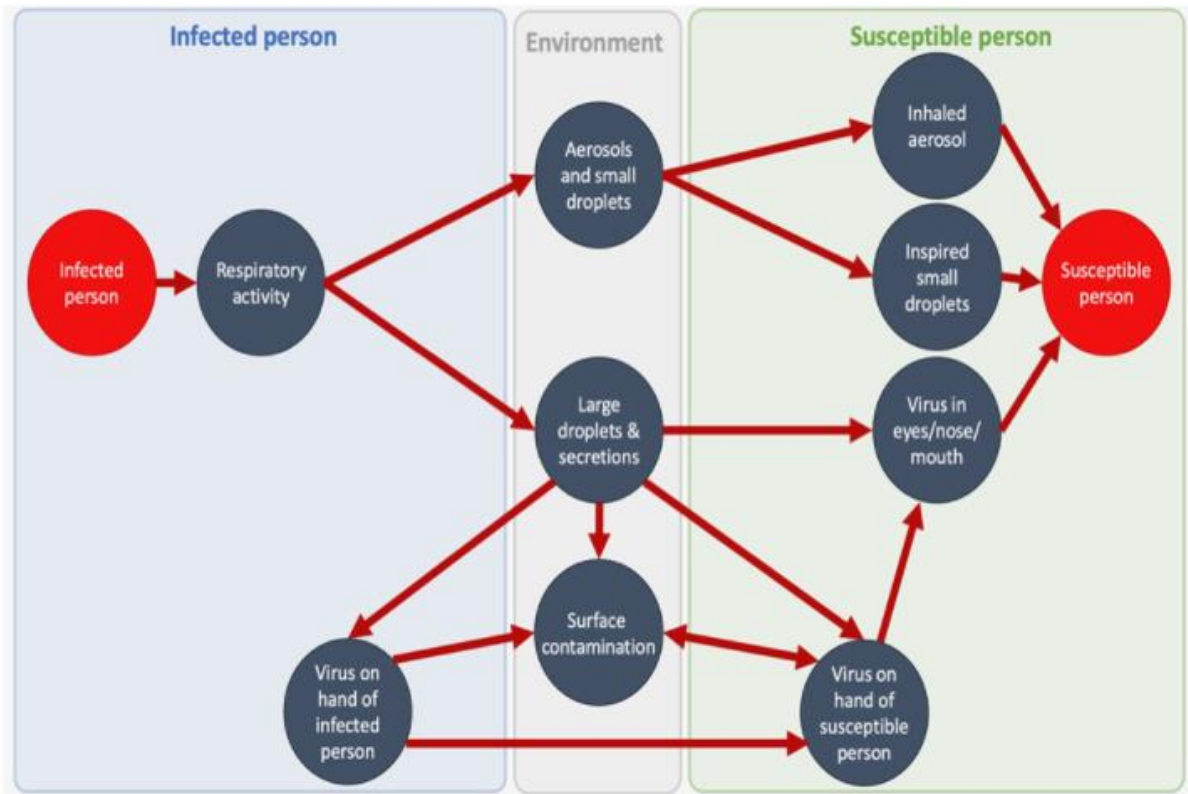 Infected person
Environment
Susceptible person
Infected
person
Respiratory
activity
Aerosols
and small
droplets
Inhaled
aerosol
Inspired
small
droplets
Susceptible
person
Large
droplets &
secretions
Virus in
eyes/nose/
mouth
Surface
contamination
Virus on
hand of
infected
person
Virus on
hand of
susceptible
person